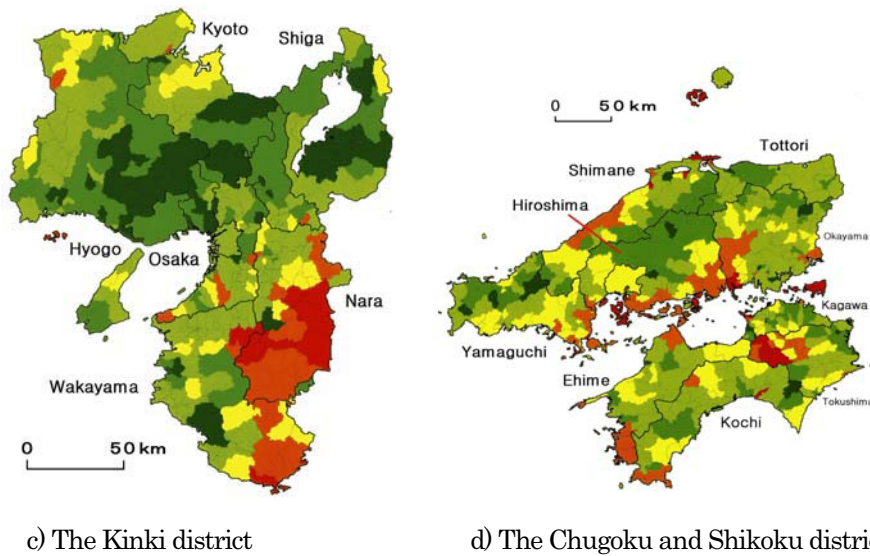 Kyoto
Shiga
Hyogo
Osaka
Nara
Wakayama
0 50 km
0 50 km
Tottori
Shimane
Hiroshima
Okayama
Kagawa
Yamaguchi
Ehime
Tokushima
Kochi
c) The Kinki district
d) The Chugoku and Shikoku distri